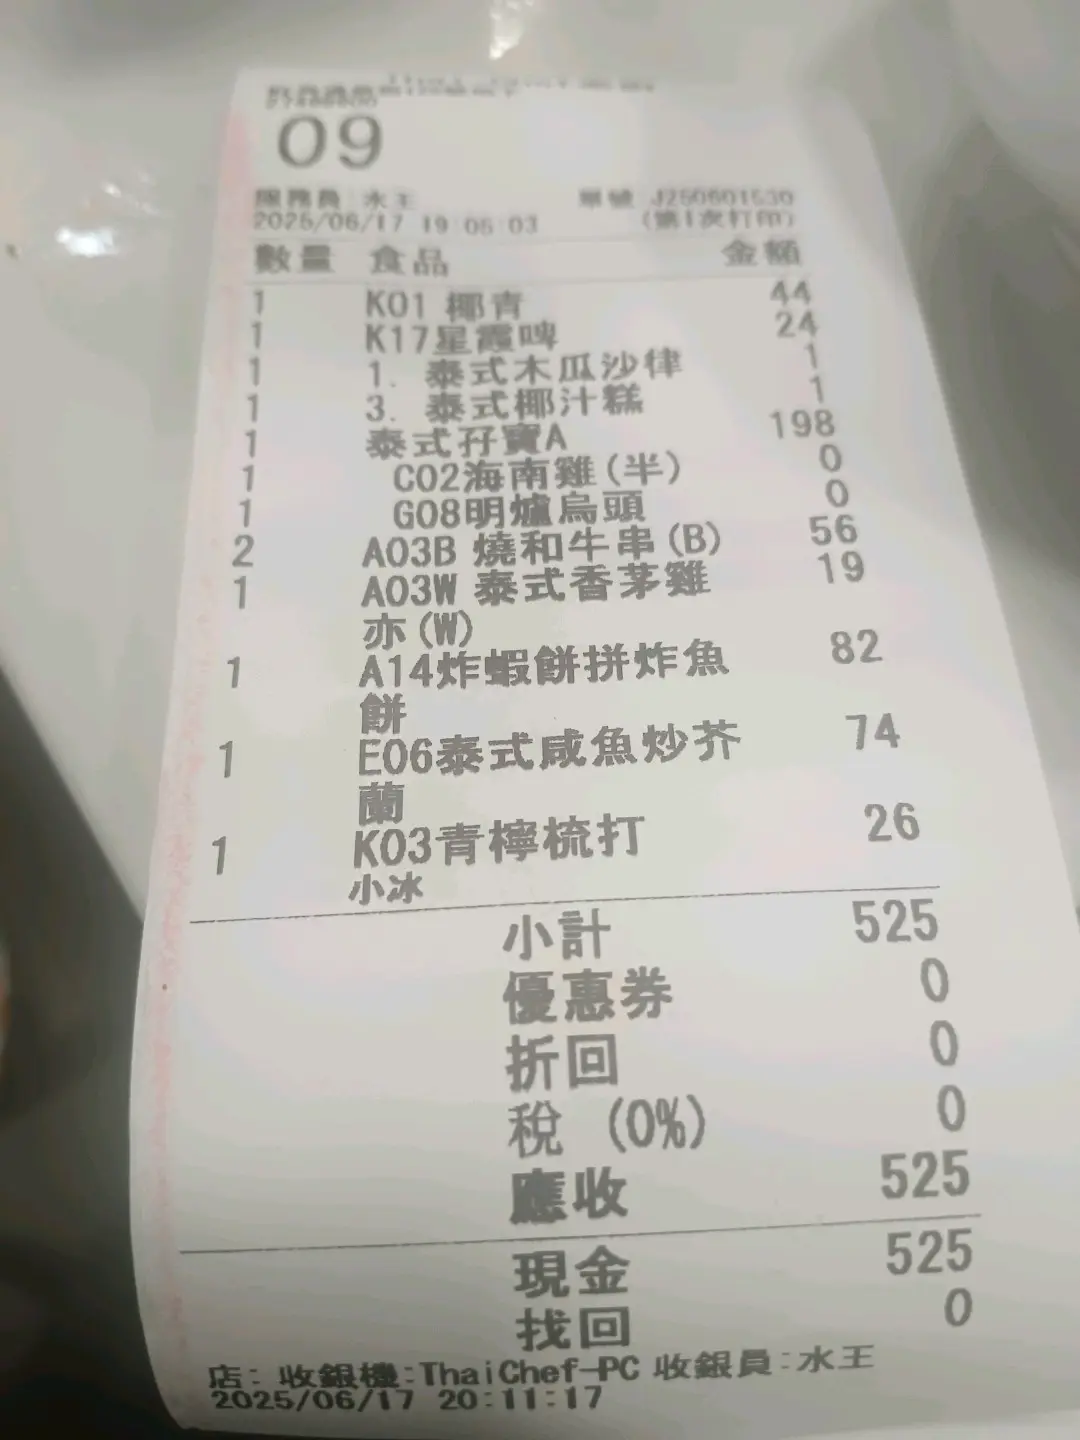 09
服務員:水王 單號 J250601530
2025/06/17 19:05:03 (第1次打印)
數量 食品 金額
1 K01 椰青 44
1 K17星霞啤 24
1 1. 泰式木瓜沙律 1
1 3. 泰式椰汁糕 1
1 泰式孖寶A 198
1 C02海南雞(半) 0
1 G08明爐烏頭 0
2 A03B 燒和牛串(B) 56
1 A03W 泰式香茅雞 19
亦(W)
1 A14炸蝦餅拼炸魚 82
餅
1 E06泰式咸魚炒芥 74
蘭
1 K03青檸梳打 26
小冰
小計 525
優惠券 0
折回 0
稅 (0%) 0
應收 525
現金 525
找回 0
店: 收銀機:ThaiChef-PC 收銀員:水王
2025/06/17 20:11:17